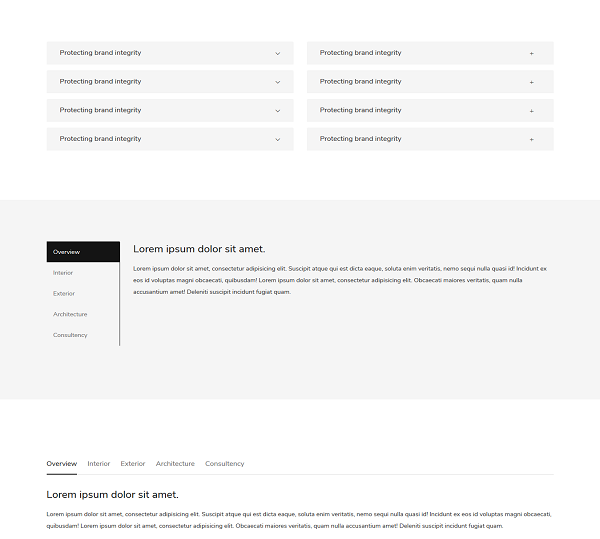 Protecting brand integrity
Protecting brand integrity +
Protecting brand integrity
Protecting brand integrity +
Protecting brand integrity
Protecting brand integrity +
Protecting brand integrity
Protecting brand integrity +
Overview
Interior
Exterior
Architecture
Consultency
Lorem ipsum dolor sit amet.
Lorem ipsum dolor sit amet, consectetur adipisicing elit. Suscipit atque qui est dicta eaque, soluta enim veritatis, nemo sequi nulla quasi id! Incidunt ex
eos id voluptas magni obcaecati, quibusdam! Lorem ipsum dolor sit amet, consectetur adipisicing elit. Obcaecati maiores veritatis, quam nulla
accusantium amet! Deleniti suscipit incidunt fugiat quam.
Overview Interior Exterior Architecture Consultency
Lorem ipsum dolor sit amet.
Lorem ipsum dolor sit amet, consectetur adipisicing elit. Suscipit atque qui est dicta eaque, soluta enim veritatis, nemo sequi nulla quasi id! Incidunt ex eos id voluptas magni obcaecati,
quibusdam! Lorem ipsum dolor sit amet, consectetur adipisicing elit. Obcaecati maiores veritatis, quam nulla accusantium amet! Deleniti suscipit incidunt fugiat quam.